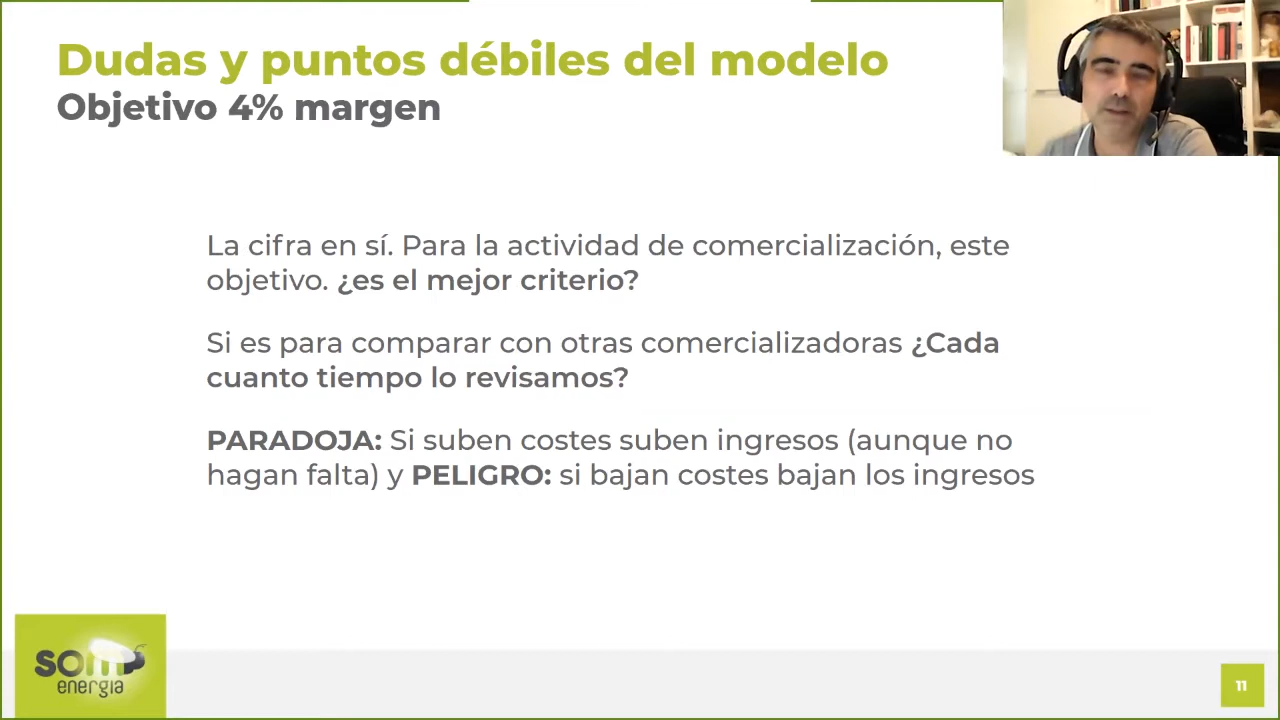 Dudas y puntos débiles del modelo
Objetivo 4% margen
La cifra en sí. Para la actividad de comercialización, este
objetivo. ¿es el mejor criterio?
Si es para comparar con otras comercializadoras ¿Cada
cuanto tiempo lo revisamos?
PARADOJA: Si suben costes suben ingresos (aunque no
hagan falta) y PELIGRO: si bajan costes bajan los ingresos
som
energia
11